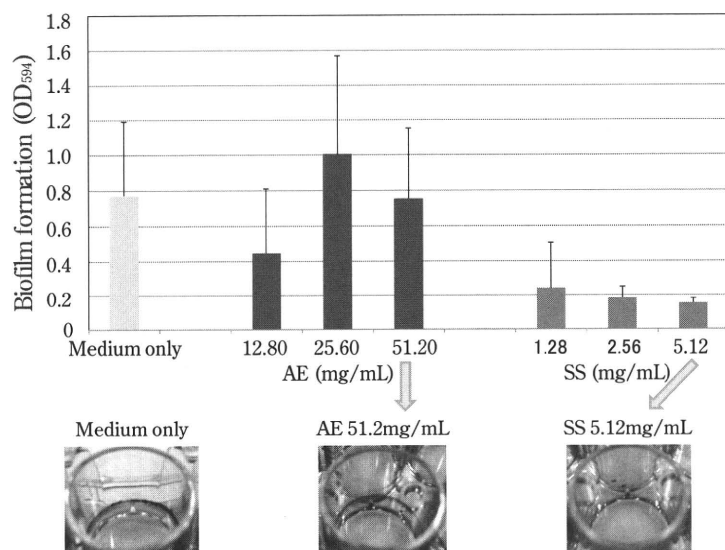 1.8
1.6
1.4
1.2
1.0
0.8
0.6
0.4
0.2
0
Biofilm formation (OD594)
Medium only 12.80 25.60 51.20 1.28 2.56 5.12
AE (mg/mL) SS (mg/mL)
Medium only AE 51.2mg/mL SS 5.12mg/mL